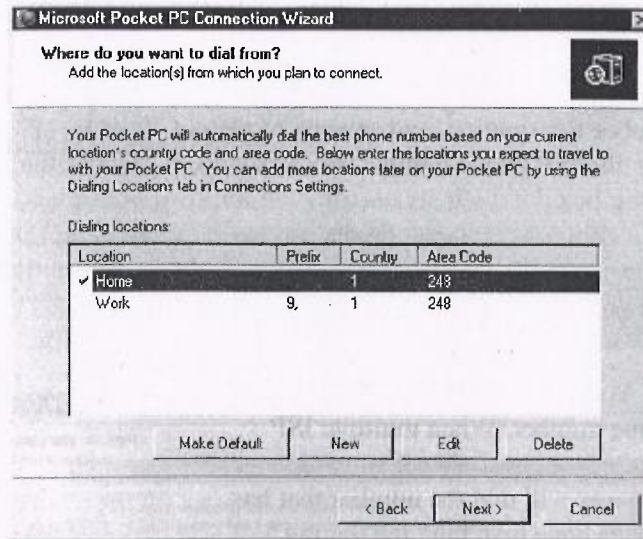 Microsoft Pocket PC Connection Wizard
Where do you want to dial from?
Add the location(s) from which you plan to connect.
Your Pocket PC will automatically dial the best phone number based on your current
location's country code and area code. Below enter the locations you expect to travel to
with your Pocket PC. You can add more locations later on your Pocket PC by using the
Dialing Locations tab in Connections Settings.
Dialing locations:
Location Prefix Country Area Code
✓ Home 1 248
Work 9, 1 248
Make Default New Edit Delete
< Back Next > Cancel